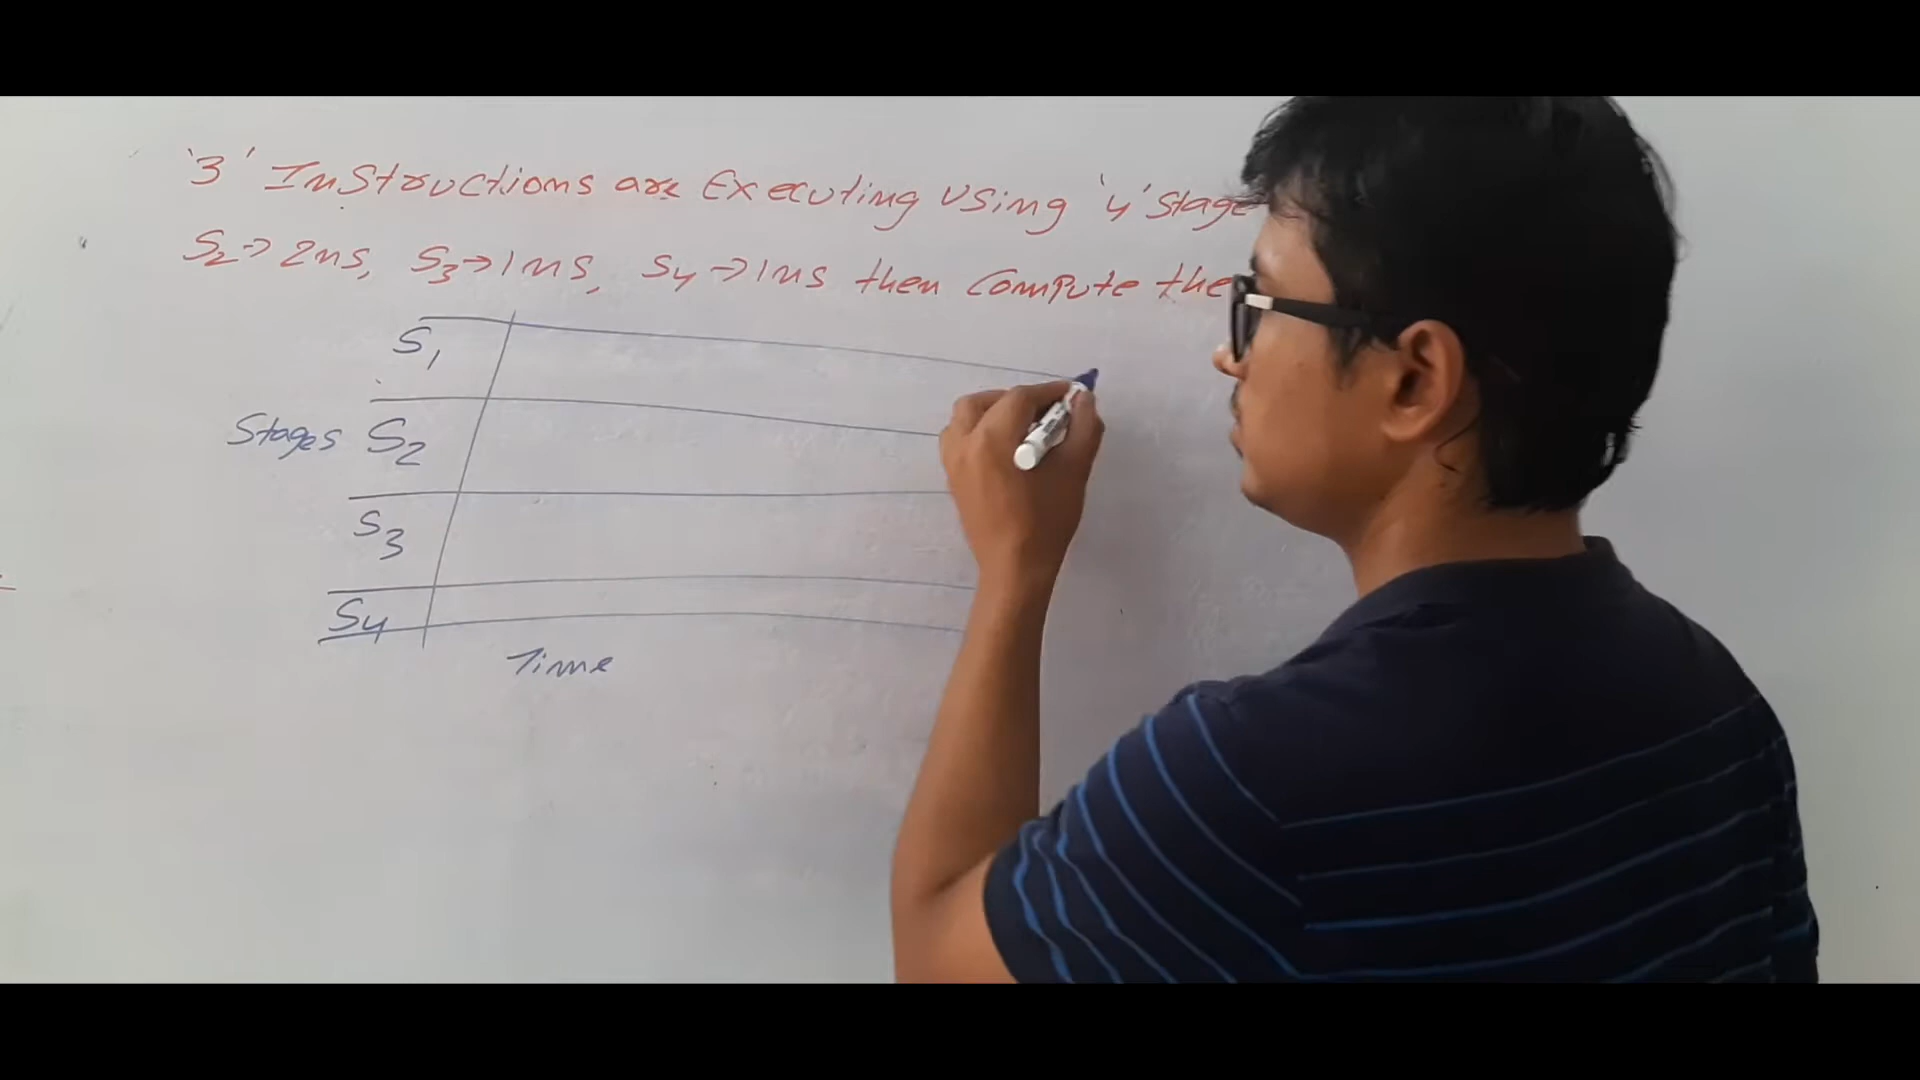 '3' Instructions are Executing using '4' Stage
S2→2ns, S3→1ns, S4→1ns then Compute the
S1
Stages S2
S3
S4
Time